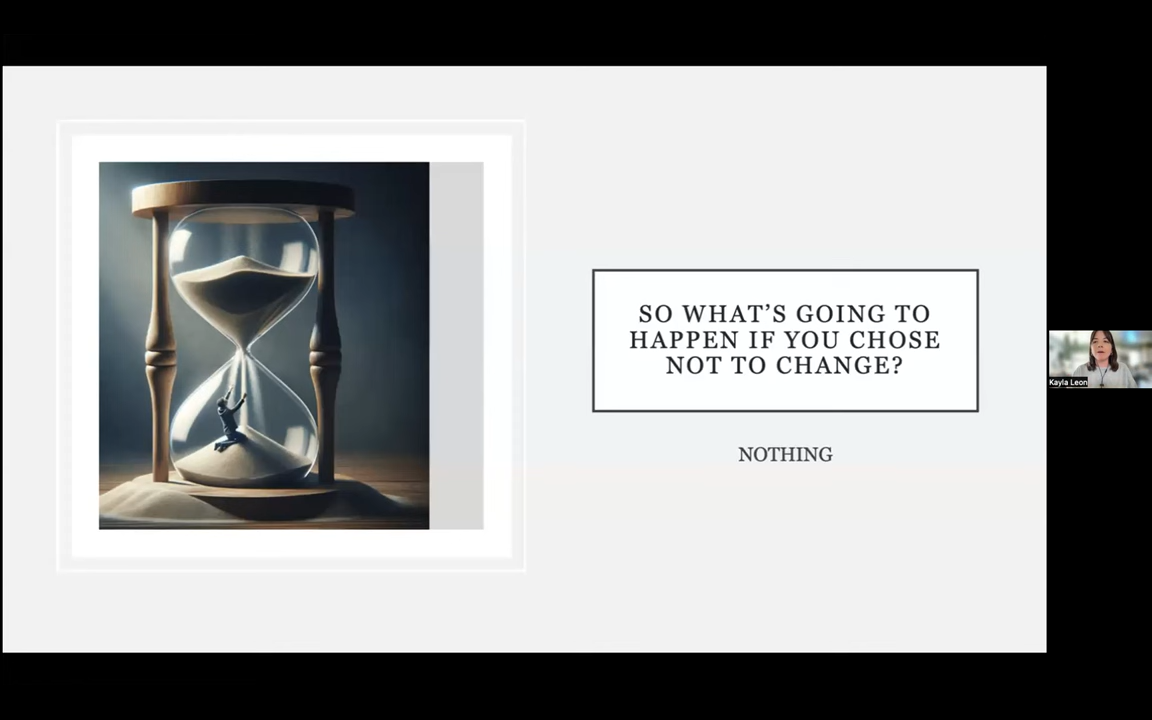 SO WHAT'S GOING TO
HAPPEN IF YOU CHOSE
NOT TO CHANGE?
NOTHING
Kayla Leon